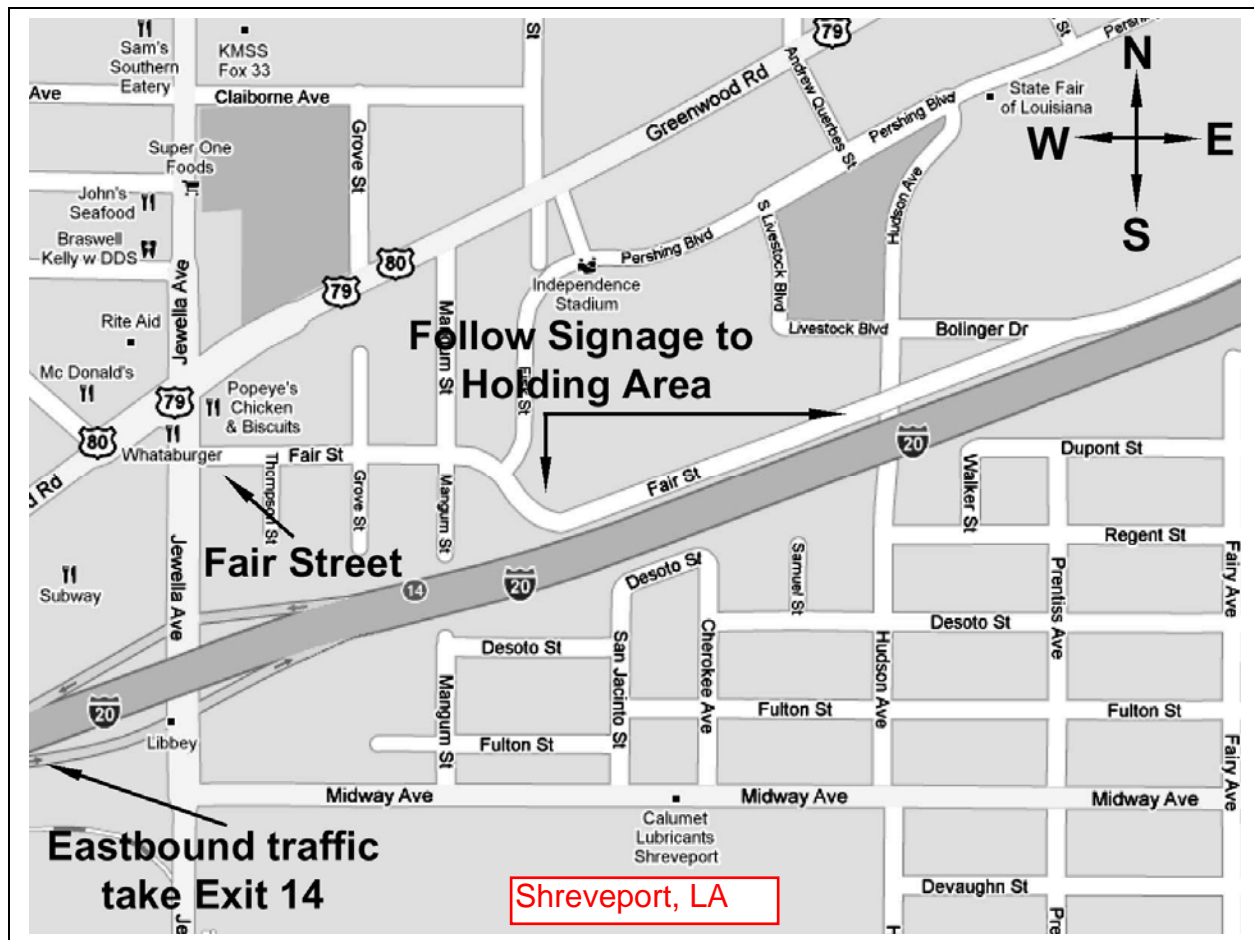 St
79
St
Pershing
Sam's
Southern
Eatery
KMSS
Fox 33
N
Ave
Claiborne Ave
Greenwood Rd
Andrew Querbes St
Pershing Blvd
State Fair
of Louisiana
W
E
S
Grove St
Super One
Foods
John's
Seafood
Braswell
Kelly w DDS
Hudson Ave
S Livestock Blvd
Pershing Blvd
80
79
Independence
Stadium
Jewella Ave
Rite Aid
Mangum St
Livestock Blvd
Bolinger Dr
Follow Signage to
Holding Area
Mc Donald's
79
Popeye's
Chicken
& Biscuits
80
Whataburger
Fair St
20
Dupont St
d Rd
Thompson St
Grove St
Mangum St
Fair St
Walker St
Regent St
Fair Street
Jewella Ave
Subway
14
20
Desoto St
Samuel St
Prentiss Ave
Fairy Ave
Desoto St
San Jacinto St
Cherokee Ave
Hudson Ave
Desoto St
20
Libbey
Mangum St
Fulton St
Fulton St
Fulton St
Fairy Ave
Midway Ave
Midway Ave
Midway Ave
Calumet
Lubricants
Shreveport
Eastbound traffic
take Exit 14
Shreveport, LA
Devaughn St
Je
H
Pre